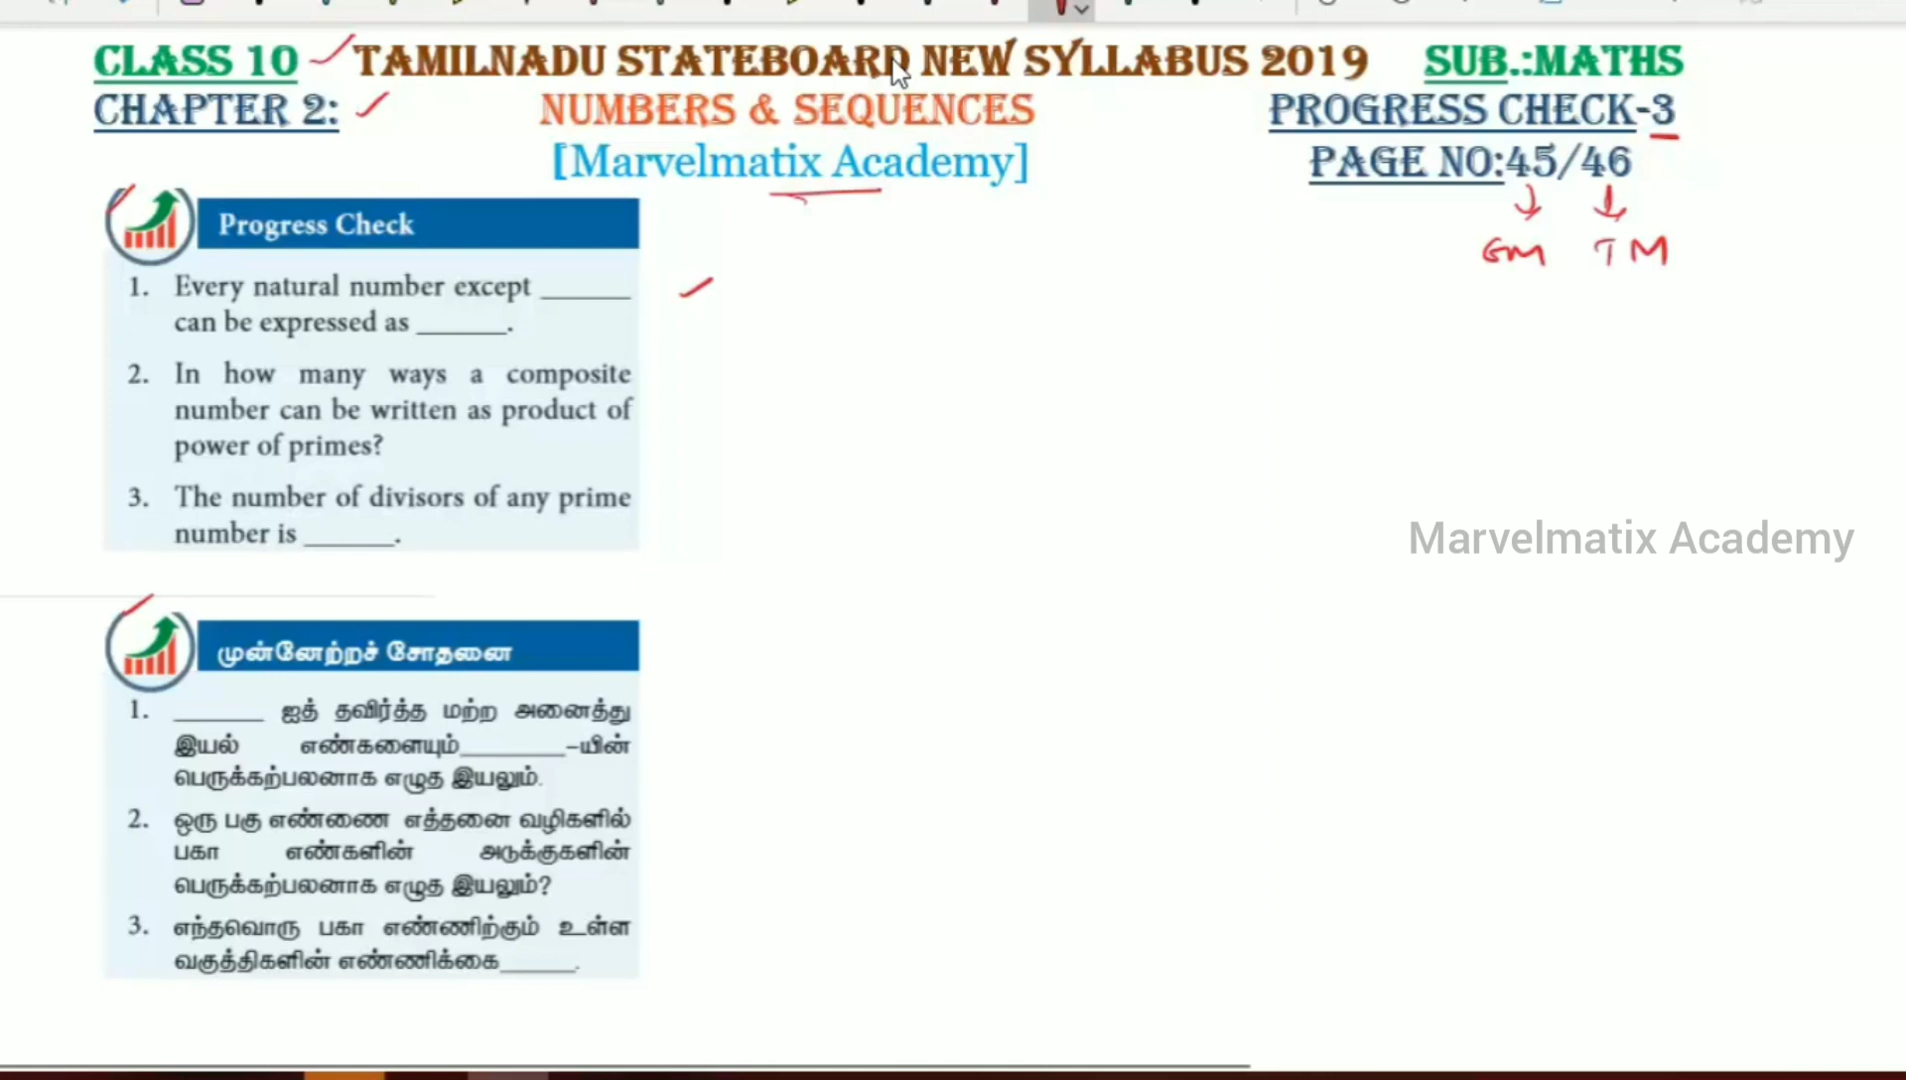 CLASS 10 TAMILNADU STATEBOARD NEW SYLLABUS 2019 SUB.:MATHS
CHAPTER 2: NUMBERS & SEQUENCES PROGRESS CHECK-3
[Marvelmatix Academy] PAGE NO:45/46
EM TM
Progress Check
1. Every natural number except ______
can be expressed as ______.
2. In how many ways a composite
number can be written as product of
power of primes?
3. The number of divisors of any prime
number is ______.
Marvelmatix Academy
முன்னேற்றச் சோதனை
1. ______ ஐத் தவிர்த்த மற்ற அனைத்து
இயல் எண்களையும்_______-யின்
பெருக்கற்பலனாக எழுத இயலும்.
2. ஒரு பகு எண்ணை எத்தனை வழிகளில்
பகா எண்களின் அடுக்குகளின்
பெருக்கற்பலனாக எழுத இயலும்?
3. எந்தவொரு பகா எண்ணிற்கும் உள்ள
வகுத்திகளின் எண்ணிக்கை_____.